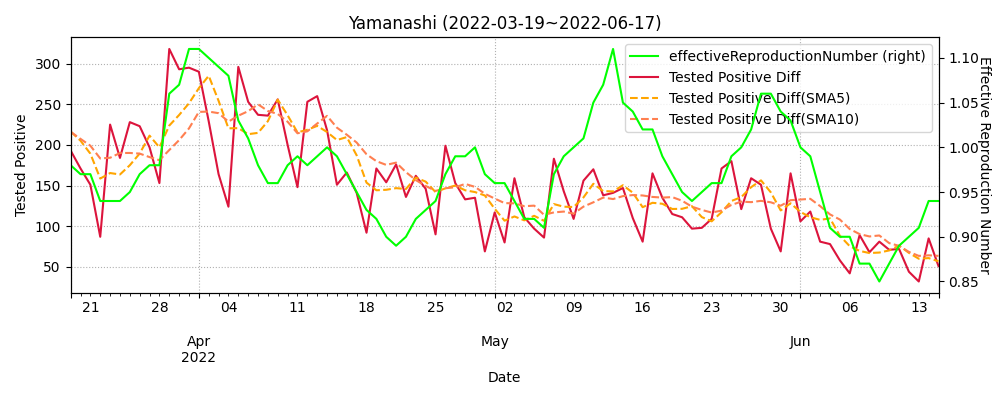 Yamanashi (2022-03-19~2022-06-17)
Tested Positive
300
250
200
150
100
50
effectiveReproductionNumber (right)
Tested Positive Diff
Tested Positive Diff(SMA5)
Tested Positive Diff(SMA10)
1.10
1.05
1.00
0.95
0.90
0.85
Effective Reproduction Number
21 28 04 11 18 25 02 09 16 23 30 06 13
Apr May Jun
2022
Date